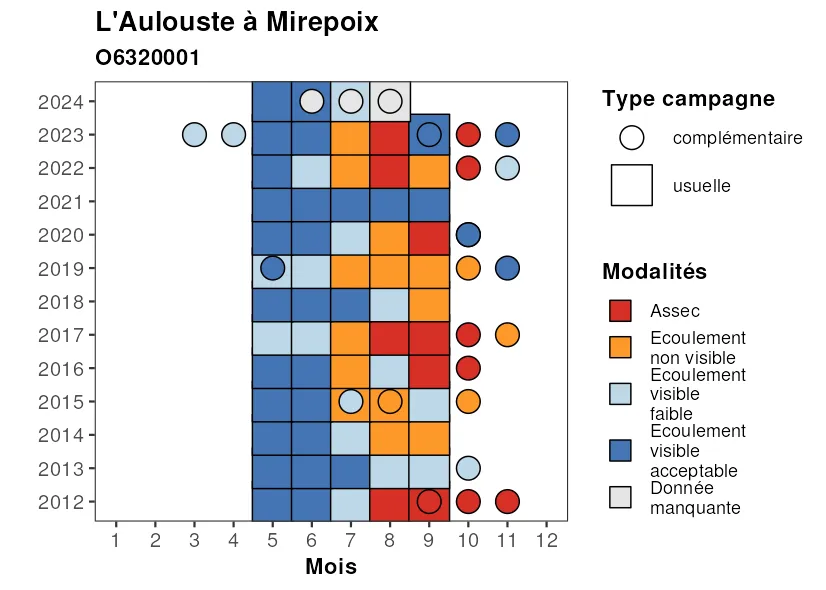 L'Aulouste à Mirepoix
O6320001
2024
2023
2022
2021
2020
2019
2018
2017
2016
2015
2014
2013
2012
1 2 3 4 5 6 7 8 9 10 11 12
Mois
Type campagne
complémentaire
usuelle
Modalités
Assec
Ecoulement
non visible
Ecoulement
visible
faible
Ecoulement
visible
acceptable
Donnée
manquante